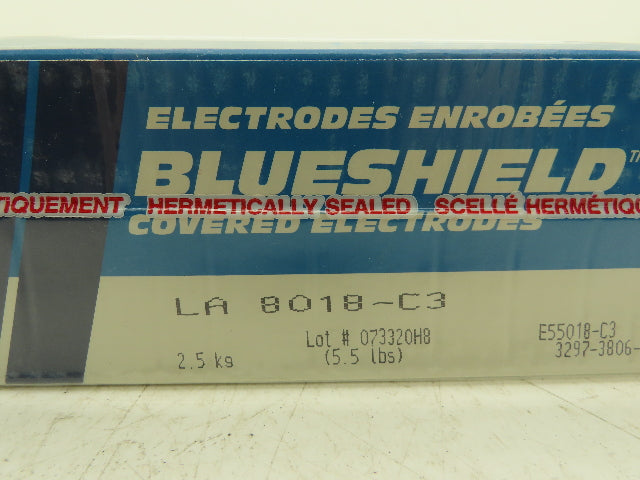 ELECTRODES ENROBÉES
BLUESHIELD™
TIQUEMENT HERMETICALLY SEALED SCELLÉ HERMÉTIQU
COVERED ELECTRODES
LA 8018-C3
Lot # 073320H8
2.5 kg (5.5 lbs)
E55018-C3
3297-3806-